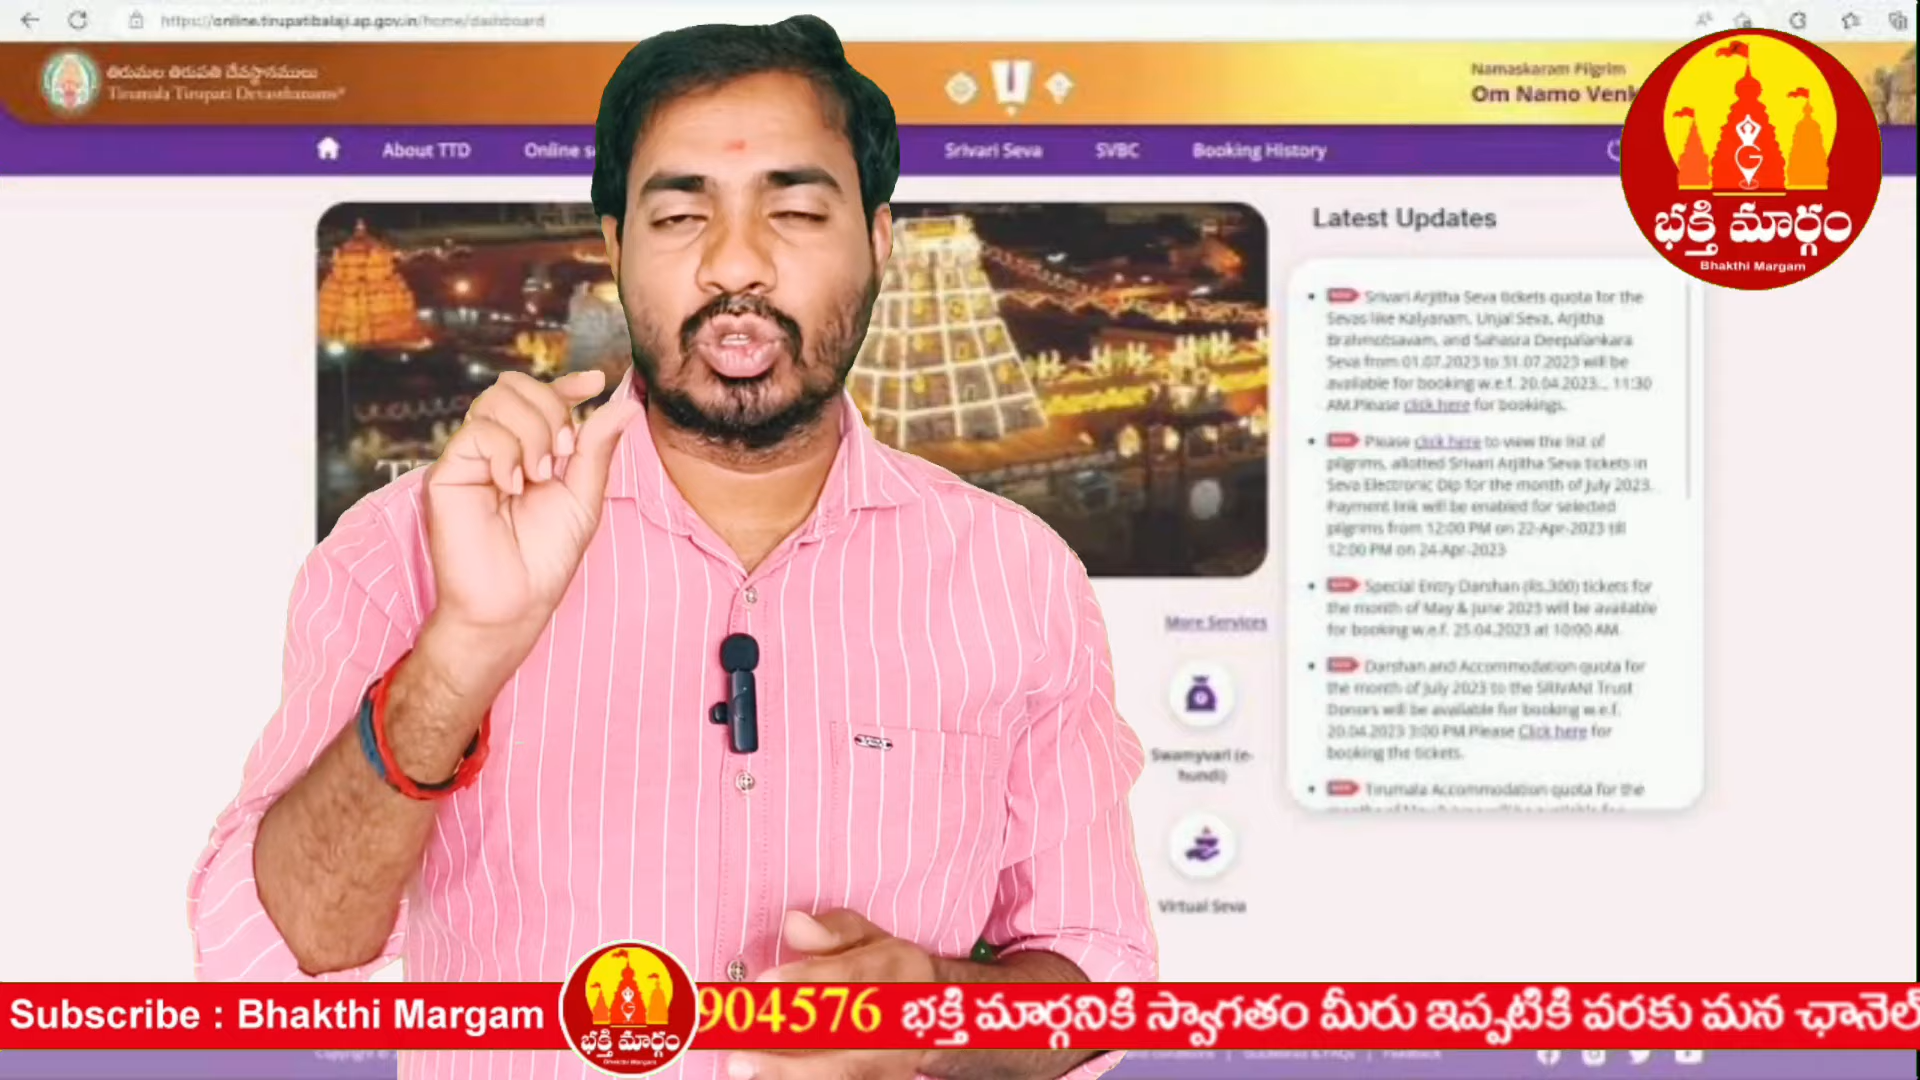 https://online.tirupatibalaji.ap.gov.in/home/dashboard
తిరుమల తిరుపతి దేవస్థానములు
Tirumala Tirupati Devasthanams
Namaskaram Pilgrim
Om Namo Venk
About TTD
Online s
Srivari Seva
SVBC
Booking History
భక్తి మార్గం
Bhakthi Margam
Latest Updates
Srivari Arjitha Seva tickets quota for the
Sevas like Kalyanam, Unjal Seva, Arjitha
Brahmotsavam, and Sahasra Deepalankara
Seva from 01.07.2023 to 31.07.2023 will be
available for booking w.e.f. 20.04.2023., 11:30
AM.Please click here for bookings.
Please click here to view the list of
pilgrims, allotted Srivari Arjitha Seva tickets in
Seva Electronic Dip for the month of July 2023.
Payment link will be enabled for selected
pilgrims from 12:00 PM on 22-Apr-2023 till
12:00 PM on 24-Apr-2023
Special Entry Darshan (Rs.300) tickets for
the month of May & June 2023 will be available
for booking w.e.f. 25.04.2023 at 10:00 AM.
Darshan and Accommodation quota for
the month of July 2023 to the SRIVANI Trust
Donors will be available for booking w.e.f.
20.04.2023 3:00 PM.Please Click here for
booking the tickets.
Tirumala Accommodation quota for the
More Services
Swamyvari (e-
hundi)
Virtual Seva
Subscribe : Bhakthi Margam
భక్తి మార్గం
904576 భక్తి మార్గనికి స్వాగతం మీరు ఇప్పటికి వరకు మన ఛానెల్